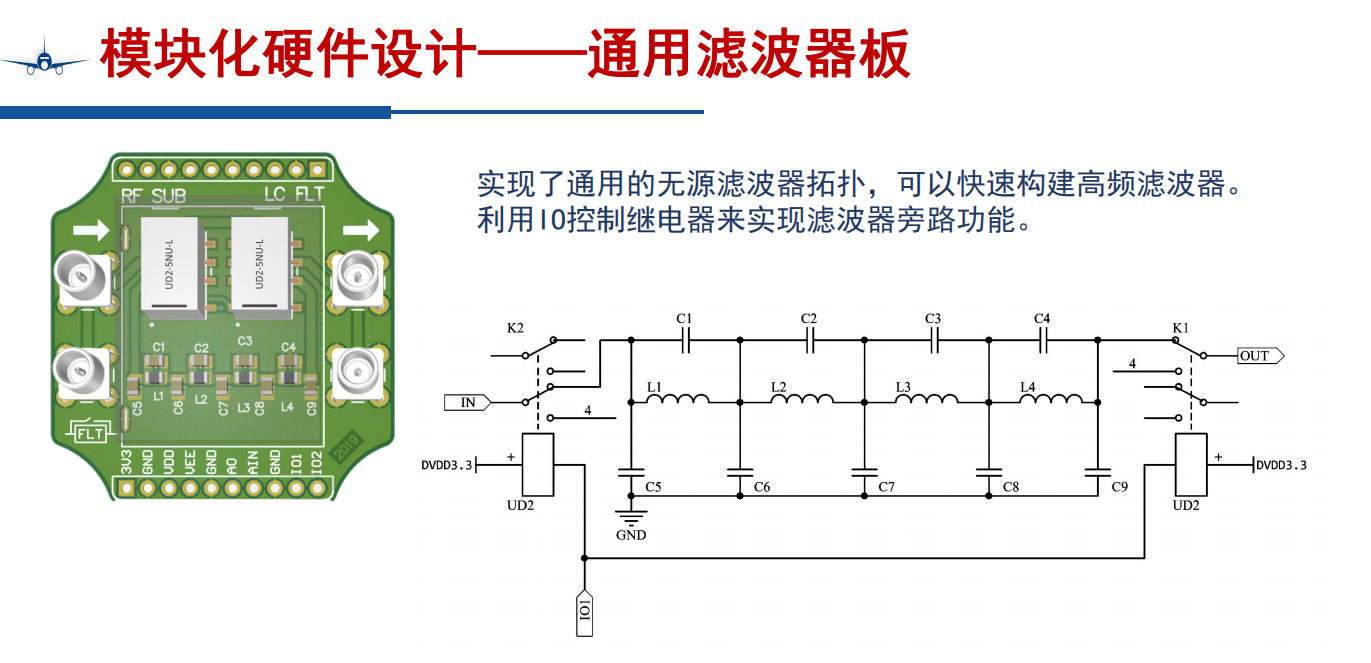 模块化硬件设计——通用滤波器板
实现了通用的无源滤波器拓扑，可以快速构建高频滤波器。
利用IO控制继电器来实现滤波器旁路功能。
RF SUB
LC FLT
UD2-5NU-L
UD2-5NU-L
C1
C2
C3
C4
L1
L2
L3
L4
C5
C6
C7
C8
C9
FLT
2019
3V3
GND
VDD
VEE
GND
AO
AIN
GND
IO1
IO2
K2
C1
C2
C3
C4
K1
OUT
4
L1
L2
L3
L4
IN
4
DVDD3.3
+
UD2
C5
C6
C7
C8
C9
+
DVDD3.3
UD2
GND
IO1